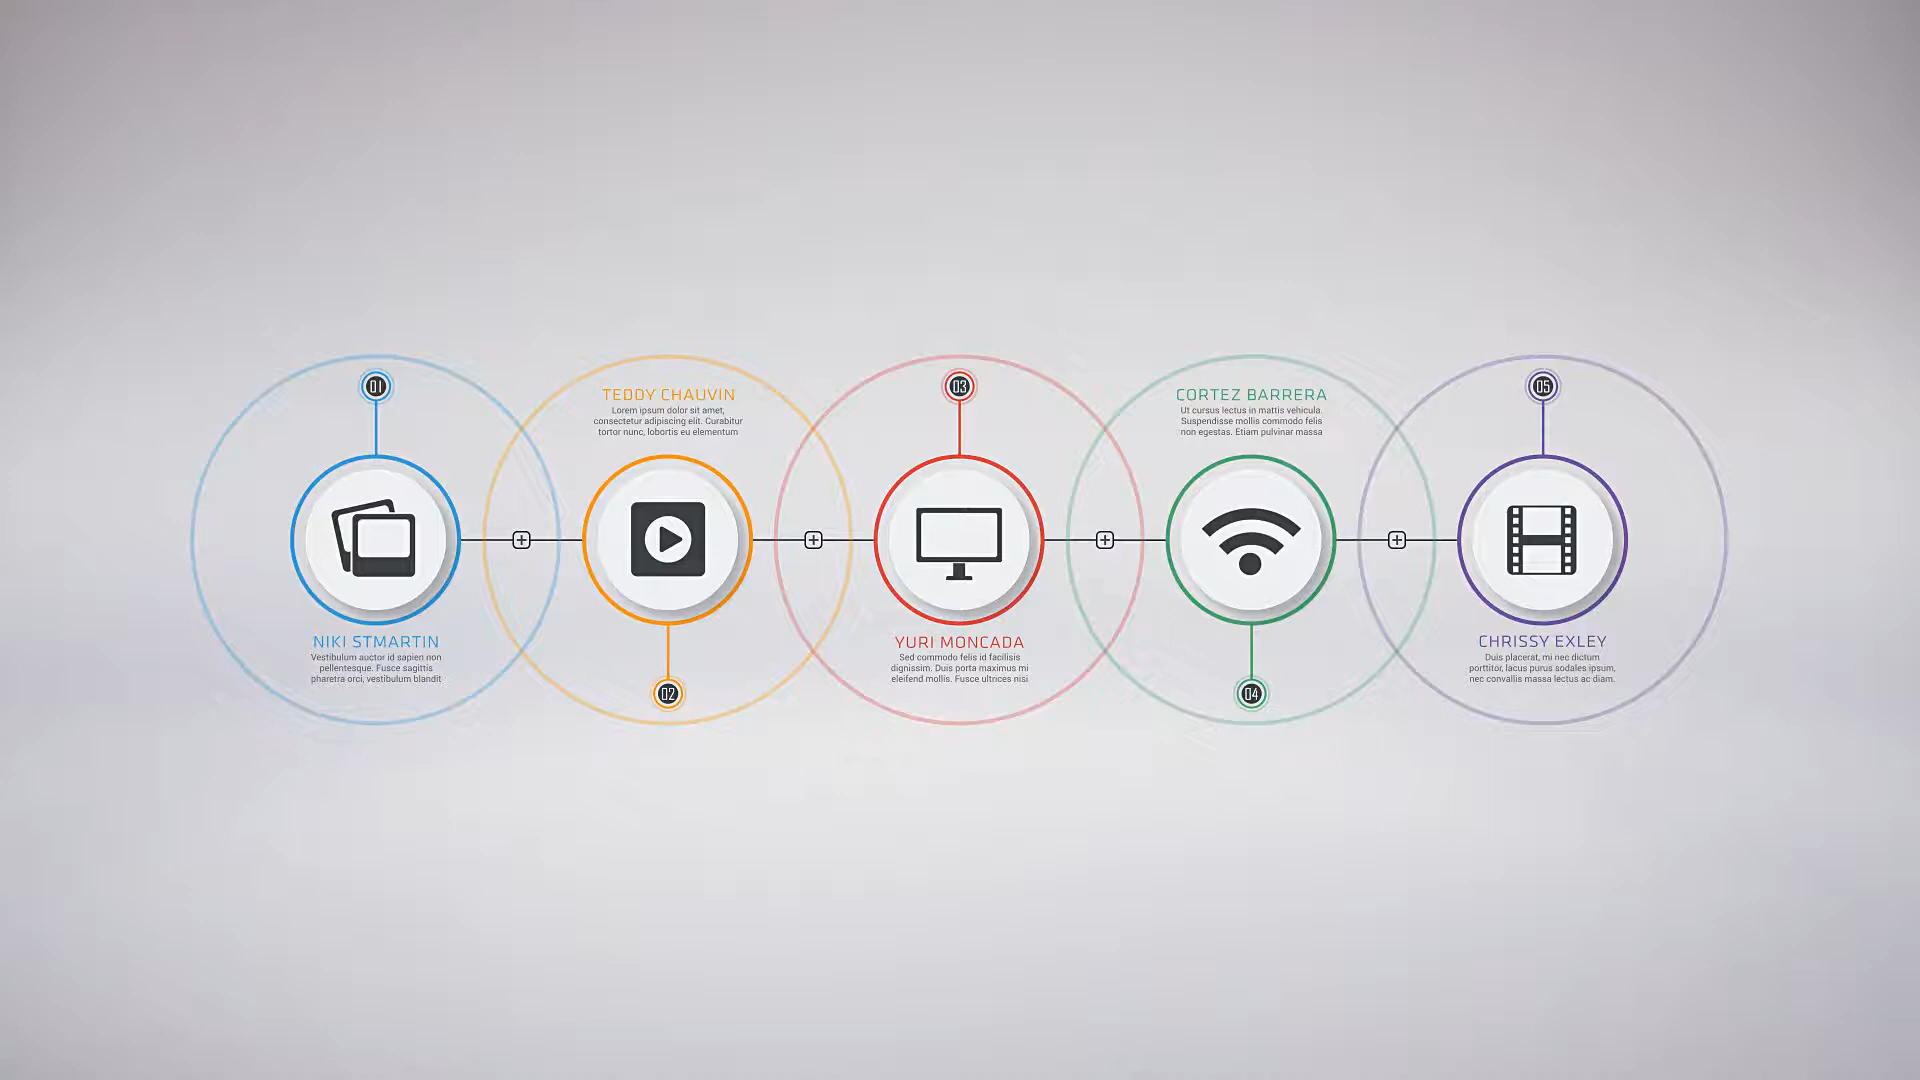 01
NIKI STMARTIN
Vestibulum auctor id sapien non
pellentesque. Fusce sagittis
pharetra orci, vestibulum blandit
TEDDY CHAUVIN
Lorem ipsum dolor sit amet,
consectetur adipiscing elit. Curabitur
tortor nunc, lobortis eu elementum
02
03
YURI MONCADA
Sed commodo felis id facilisis
dignissim. Duis porta maximus mi
eleifend mollis. Fusce ultrices nisi
CORTEZ BARRERA
Ut cursus lectus in mattis vehicula.
Suspendisse mollis commodo felis
non egestas. Etiam pulvinar massa
04
05
CHRISSY EXLEY
Duis placerat, mi nec dictum
porttitor, lacus purus sodales ipsum,
nec convallis massa lectus ac diam.